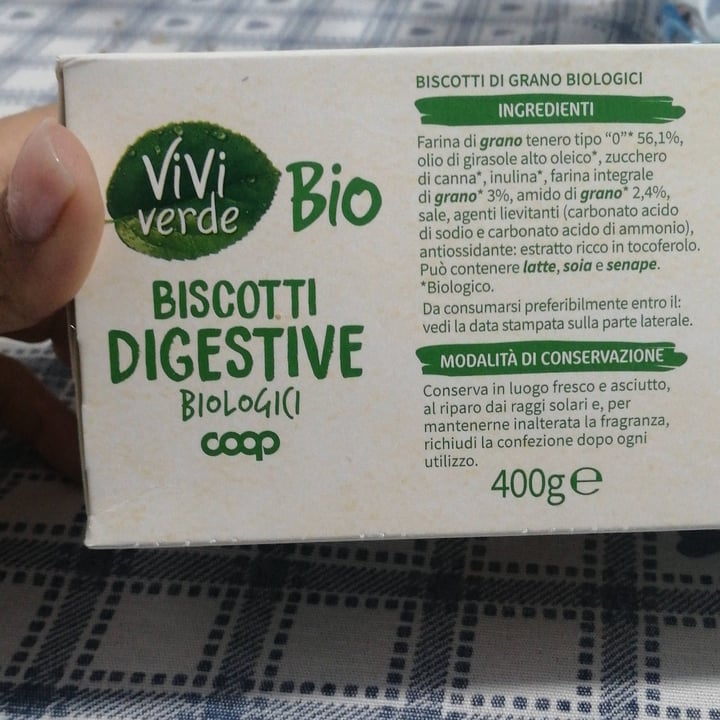 ViVi
verde
Bio
BISCOTTI
DIGESTIVE
BIOLOGICI
coop
BISCOTTI DI GRANO BIOLOGICI
INGREDIENTI
Farina di grano tenero tipo "0"* 56,1%,
olio di girasole alto oleico*, zucchero
di canna*, inulina*, farina integrale
di grano* 3%, amido di grano* 2,4%,
sale, agenti lievitanti (carbonato acido
di sodio e carbonato acido di ammonio),
antiossidante: estratto ricco in tocoferolo.
Può contenere latte, soia e senape.
*Biologico.
Da consumarsi preferibilmente entro il:
vedi la data stampata sulla parte laterale.
MODALITÀ DI CONSERVAZIONE
Conserva in luogo fresco e asciutto,
al riparo dai raggi solari e, per
mantenerne inalterata la fragranza,
richiudi la confezione dopo ogni
utilizzo.
400g e